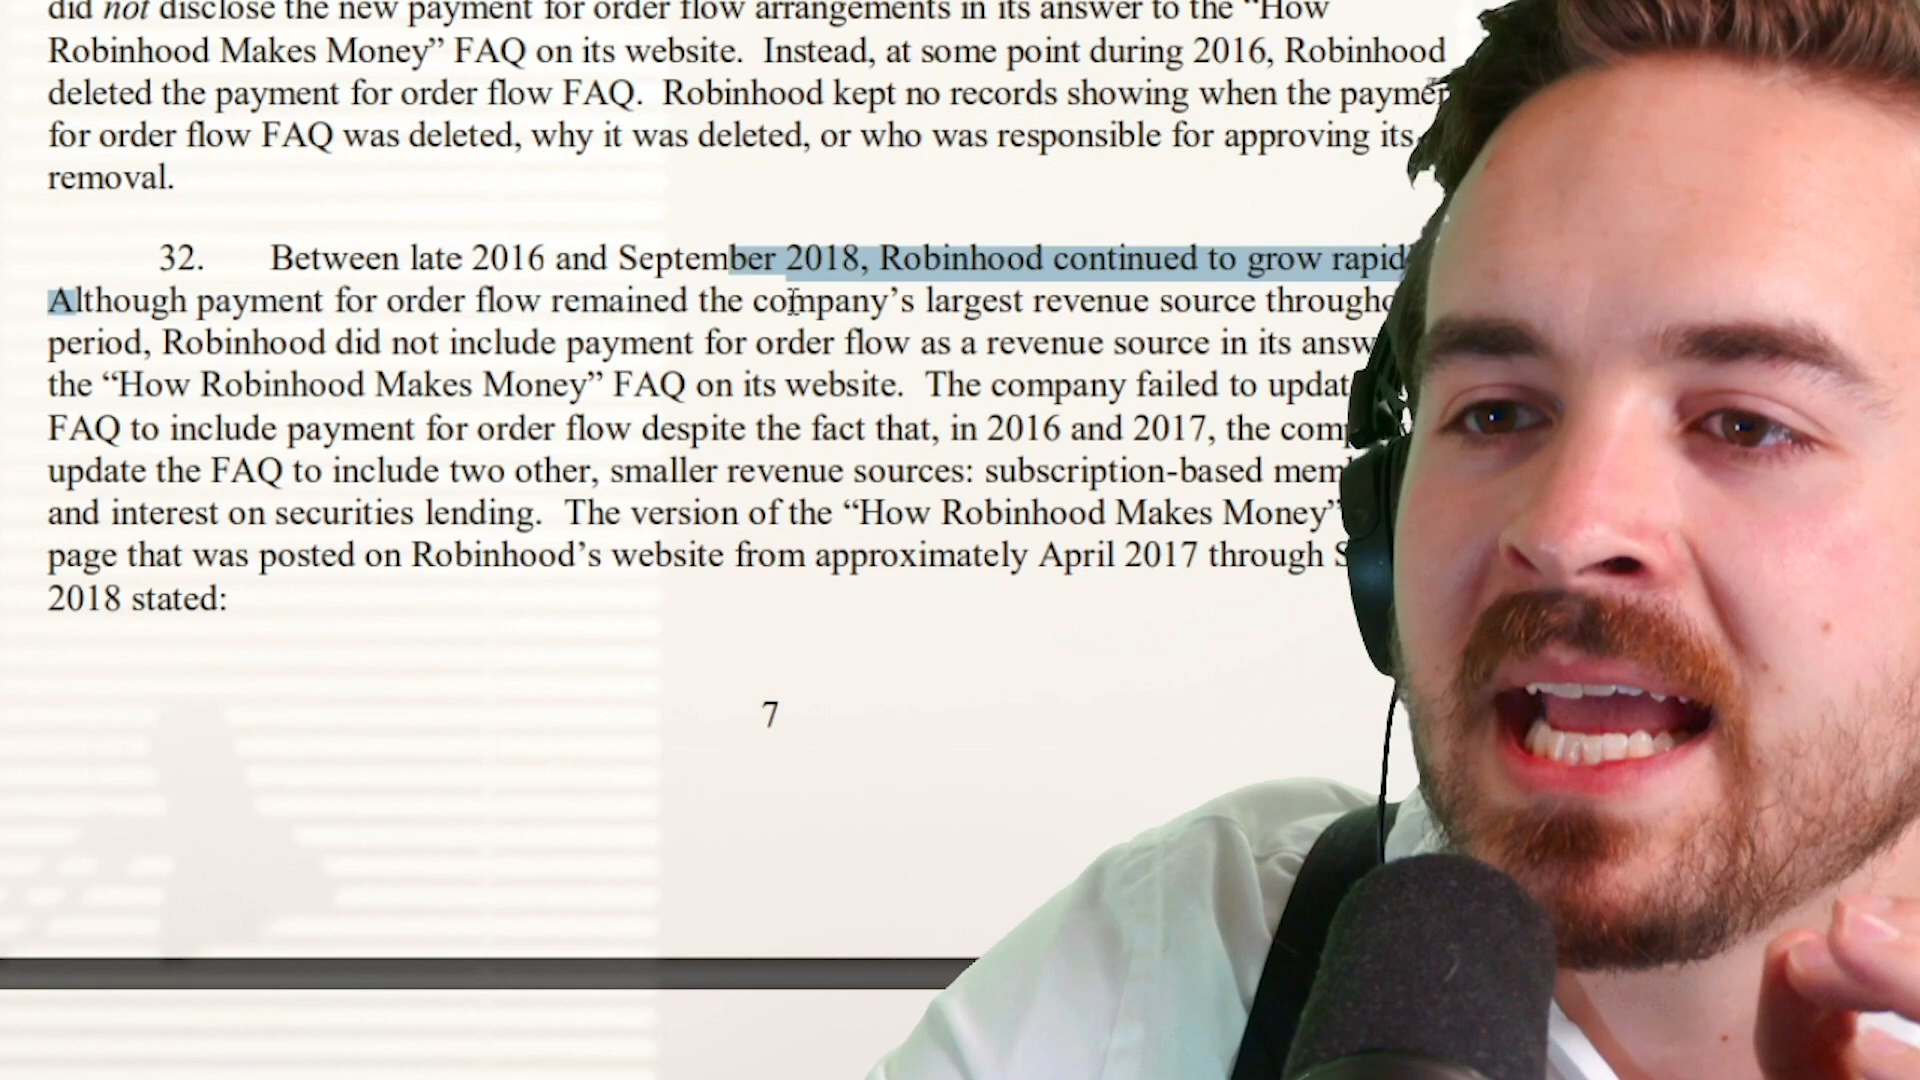 did not disclose the new payment for order flow arrangements in its answer to the “How
Robinhood Makes Money” FAQ on its website. Instead, at some point during 2016, Robinhood
deleted the payment for order flow FAQ. Robinhood kept no records showing when the
for order flow FAQ was deleted, why it was deleted, or who was responsible for approving its
removal.
32. Between late 2016 and September 2018, Robinhood continued to grow
Although payment for order flow remained the company’s largest revenue source
period, Robinhood did not include payment for order flow as a revenue source in its
the “How Robinhood Makes Money” FAQ on its website. The company failed to
FAQ to include payment for order flow despite the fact that, in 2016 and 2017, the
update the FAQ to include two other, smaller revenue sources: subscription-based
and interest on securities lending. The version of the “How Robinhood Makes Money”
page that was posted on Robinhood’s website from approximately April 2017 through
2018 stated:
7